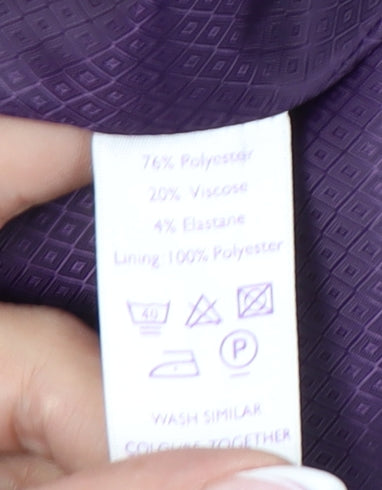 76% Polyester
20% Viscose
4% Elastane
Lining 100% Polyester
40
P
WASH SIMILAR
COLOURS TOGETHER